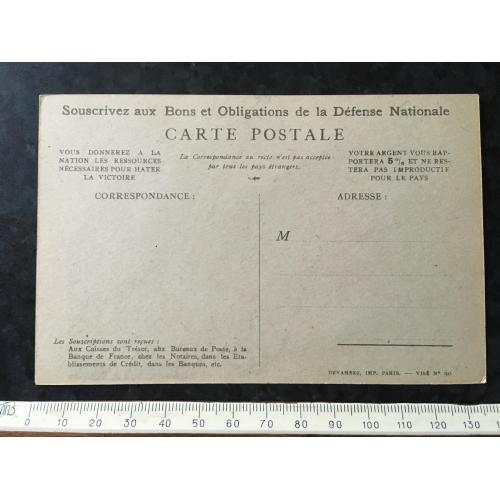 Souscrivez aux Bons et Obligations de la Défense Nationale
CARTE POSTALE
VOUS DONNEREZ A LA
NATION LES RESSOURCES
NÉCESSAIRES POUR HATER
LA VICTOIRE
La Correspondance au recto n'est pas acceptée
par tous les pays étrangers.
VOTRE ARGENT VOUS RAP-
PORTERA 5 % ET NE RES-
TERA PAS IMPRODUCTIF
POUR LE PAYS
CORRESPONDANCE :
ADRESSE :
M
Les Souscriptions sont reçues :
Aux Caisses du Trésor, aux Bureaux de Poste, à la
Banque de France, chez les Notaires, dans les Eta-
blissements de Crédit, dans les Banques, etc.
DEVAMBEZ, IMP. PARIS. — VISÉ N°
10 20 30 40 50 60 70 80 90 100 110 120 130